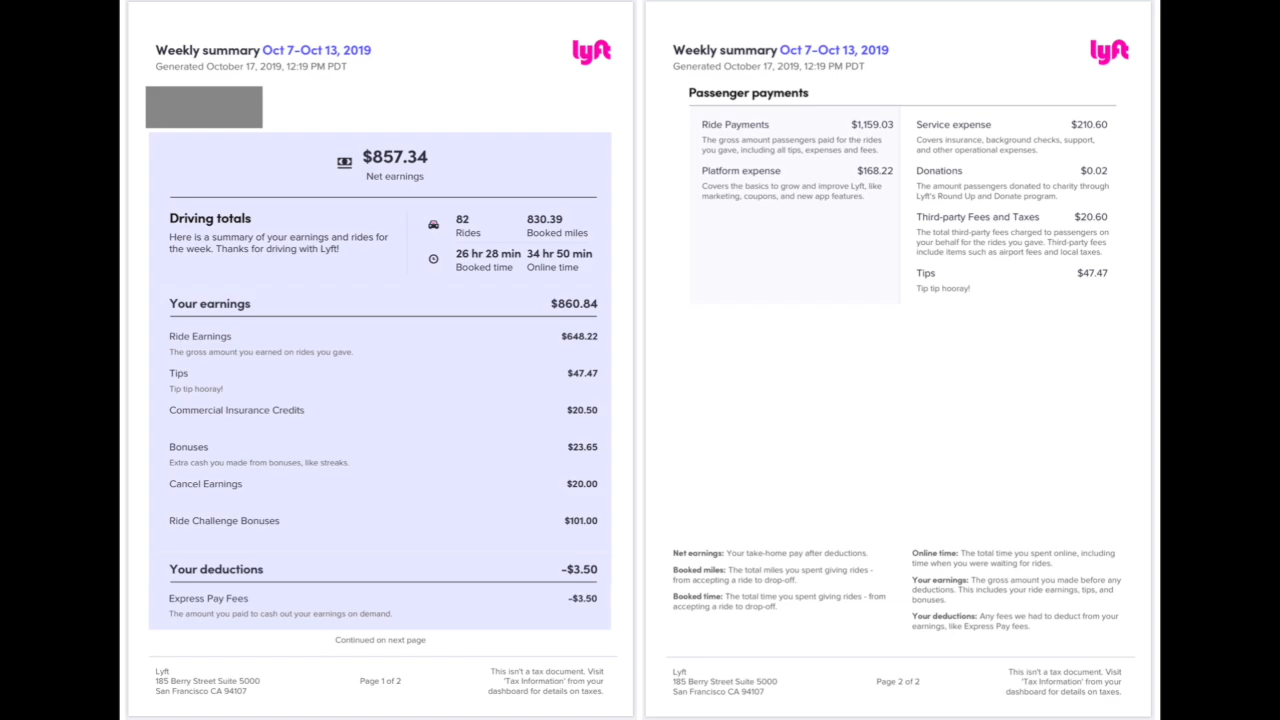 Weekly summary Oct 7-Oct 13, 2019
lyft
Generated October 17, 2019, 12:19 PM PDT
$857.34
Net earnings
Driving totals
Here is a summary of your earnings and rides for
the week. Thanks for driving with Lyft!
82
Rides
830.39
Booked miles
26 hr 28 min
Booked time
34 hr 50 min
Online time
Your earnings $860.84
Ride Earnings $648.22
The gross amount you earned on rides you gave.
Tips $47.47
Tip tip hooray!
Commercial Insurance Credits $20.50
Bonuses $23.65
Extra cash you made from bonuses, like streaks.
Cancel Earnings $20.00
Ride Challenge Bonuses $101.00
Your deductions -$3.50
Express Pay Fees -$3.50
The amount you paid to cash out your earnings on demand.
Continued on next page
Lyft
185 Berry Street Suite 5000
San Francisco CA 94107
Page 1 of 2
This isn't a tax document. Visit
'Tax Information' from your
dashboard for details on taxes.
Weekly summary Oct 7-Oct 13, 2019
lyft
Generated October 17, 2019, 12:19 PM PDT
Passenger payments
Ride Payments $1,159.03
The gross amount passengers paid for the rides
you gave, including all tips, expenses and fees.
Platform expense $168.22
Covers the basics to grow and improve Lyft, like
marketing, coupons, and new app features.
Service expense $210.60
Covers insurance, background checks, support,
and other operational expenses.
Donations $0.02
The amount passengers donated to charity through
Lyft's Round Up and Donate program.
Third-party Fees and Taxes $20.60
The total third-party fees charged to passengers on
your behalf for the rides you gave. Third-party fees
include items such as airport fees and local taxes.
Tips $47.47
Tip tip hooray!
Net earnings: Your take-home pay after deductions.
Booked miles: The total miles you spent giving rides -
from accepting a ride to drop-off.
Booked time: The total time you spent giving rides - from
accepting a ride to drop-off.
Online time: The total time you spent online, including
time when you were waiting for rides.
Your earnings: The gross amount you made before any
deductions. This includes your ride earnings, tips, and
bonuses.
Your deductions: Any fees we had to deduct from your
earnings, like Express Pay fees.
Lyft
185 Berry Street Suite 5000
San Francisco CA 94107
Page 2 of 2
This isn't a tax document. Visit
'Tax Information' from your
dashboard for details on taxes.